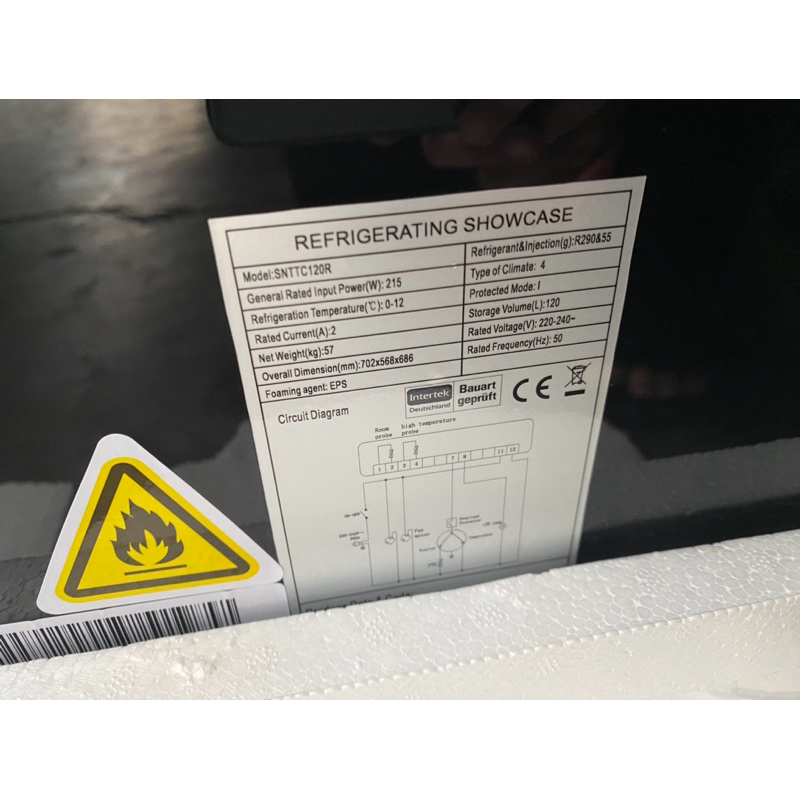 REFRIGERATING SHOWCASE
Model:SNTTC120R
Refrigerant&Injection(g):R290&55
General Rated Input Power(W): 215
Type of Climate: 4
Refrigeration Temperature(℃): 0-12
Protected Mode: I
Rated Current(A):2
Storage Volume(L): 120
Net Weight(kg):57
Rated Voltage(V): 220-240~
Overall Dimension(mm):702x568x686
Rated Frequency(Hz): 50
Foaming agent: EPS
Intertek
Deutschland
Bauart
geprüft
CE
Circuit Diagram
Room
probe
high temperature
probe
1 2 3 4 7 8 11 12
ON-OFF
Fan